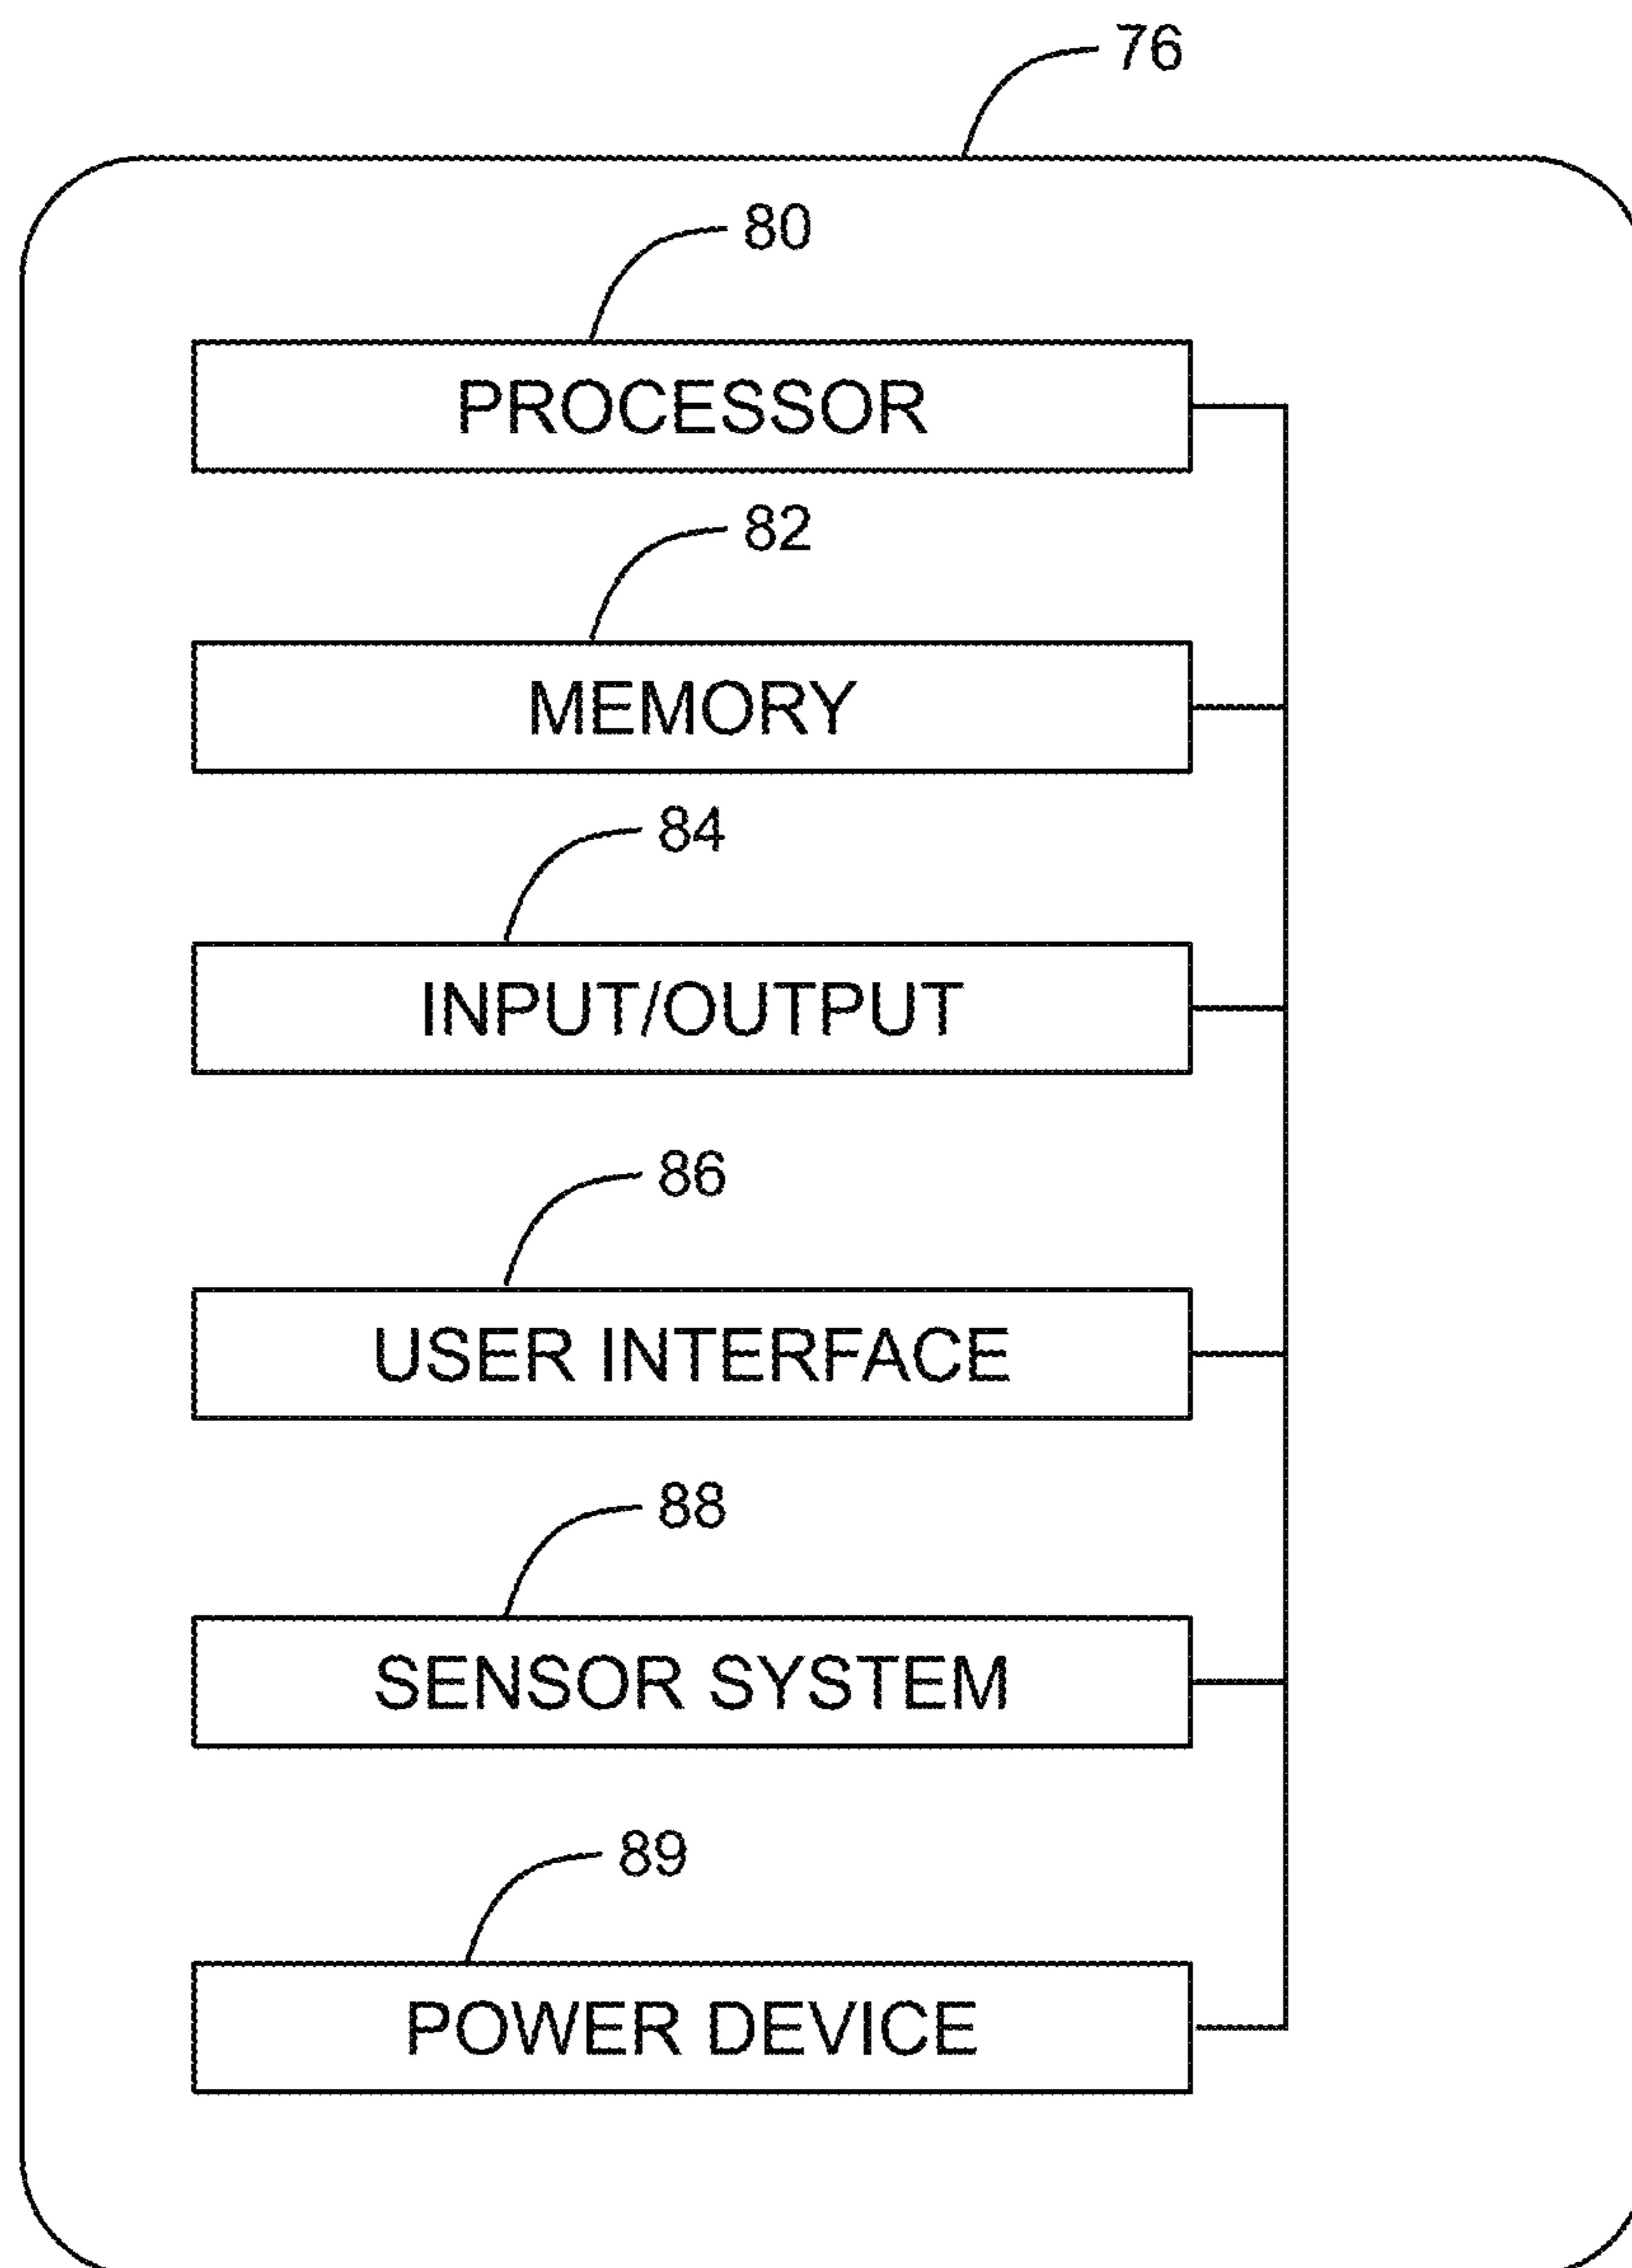 76
80
PROCESSOR
82
MEMORY
84
INPUT/OUTPUT
86
USER INTERFACE
88
SENSOR SYSTEM
89
POWER DEVICE